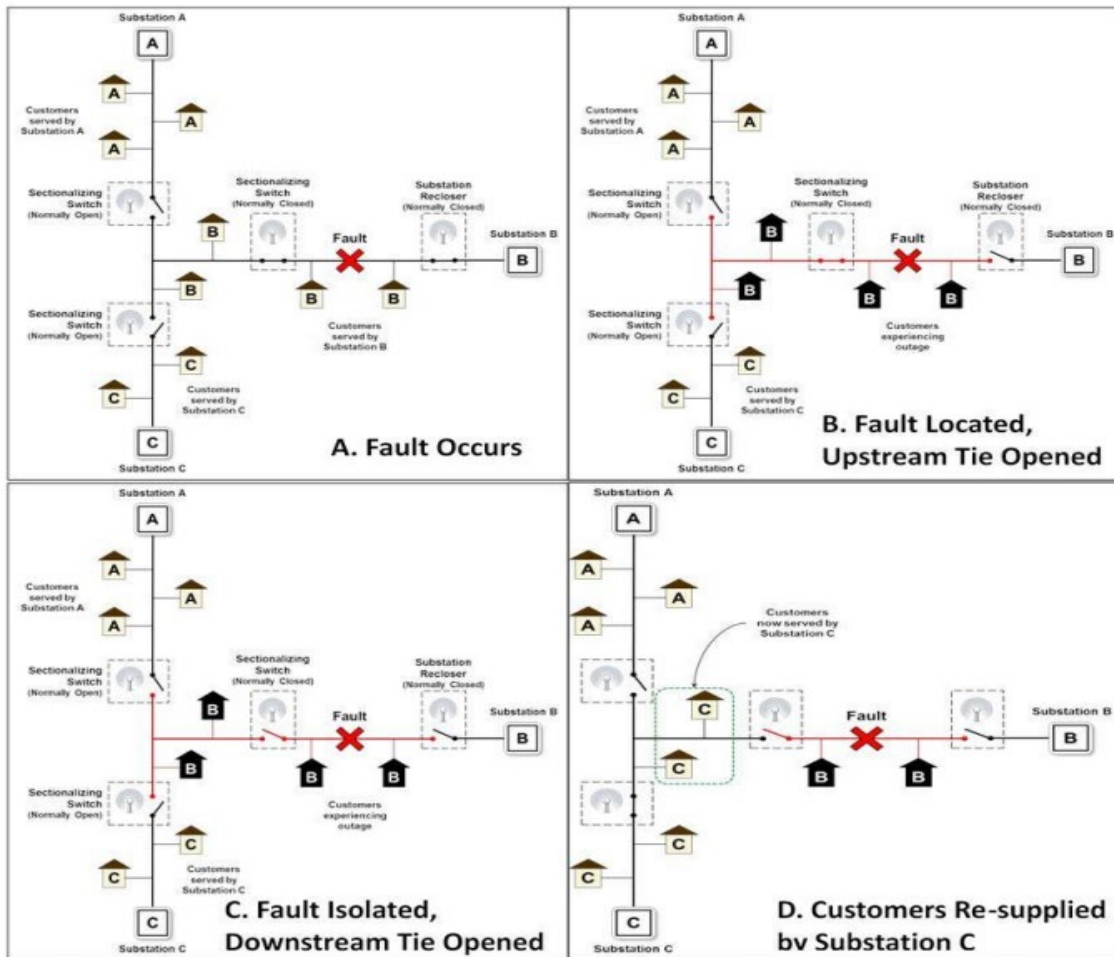 Substation A
A
A
Customers
served by
Substation A
A
A
Sectionalizing
Switch
(Normally Open)
Sectionalizing
Switch
(Normally Closed)
Substation
Recloser
(Normally Closed)
B
Fault
Substation B
B
B
B
B
Customers
served by
Substation B
Sectionalizing
Switch
(Normally Open)
C
C
Customers
served by
Substation C
C
Substation C
A. Fault Occurs
Substation A
A
A
Customers
served by
Substation A
A
A
Sectionalizing
Switch
(Normally Open)
Sectionalizing
Switch
(Normally Closed)
Substation
Recloser
(Normally Closed)
B
Fault
Substation B
B
B
B
B
Customers
experiencing
outage
Sectionalizing
Switch
(Normally Open)
C
C
Customers
served by
Substation C
C
Substation C
B. Fault Located,
Upstream Tie Opened
Substation A
A
A
Customers
served by
Substation A
A
A
Sectionalizing
Switch
(Normally Open)
Sectionalizing
Switch
(Normally Closed)
Substation
Recloser
(Normally Closed)
B
Fault
Substation B
B
B
B
B
Customers
experiencing
outage
Sectionalizing
Switch
(Normally Open)
C
C
Customers
served by
Substation C
C
Substation C
C. Fault Isolated,
Downstream Tie Opened
Substation A
A
A
A
A
Customers
now served by
Substation C
C
Fault
Substation B
B
C
B
B
C
C
C
Substation C
D. Customers Re-supplied
by Substation C